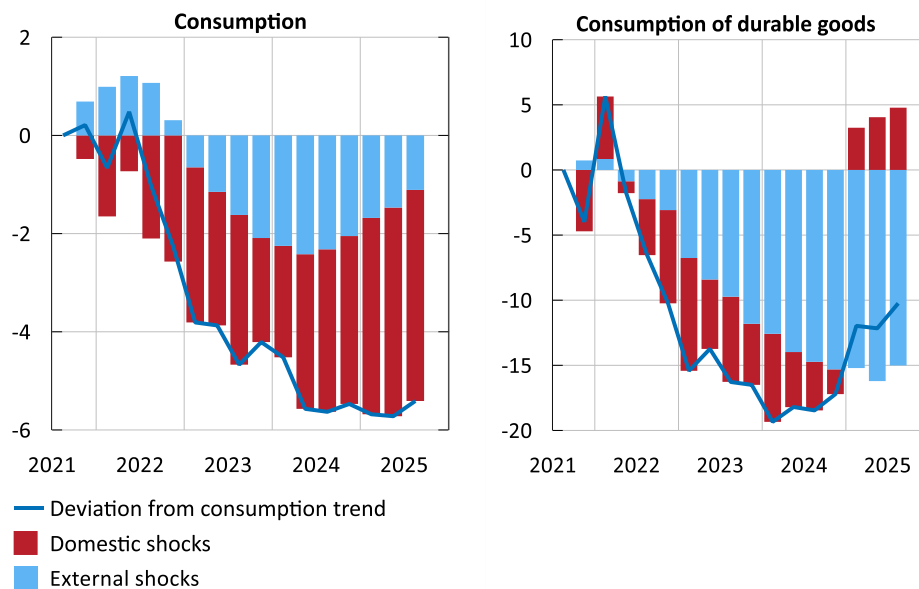 Consumption
2
0
-2
-4
-6
2021 2022 2023 2024 2025
Consumption of durable goods
10
5
0
-5
-10
-15
-20
2021 2022 2023 2024 2025
Deviation from consumption trend
Domestic shocks
External shocks